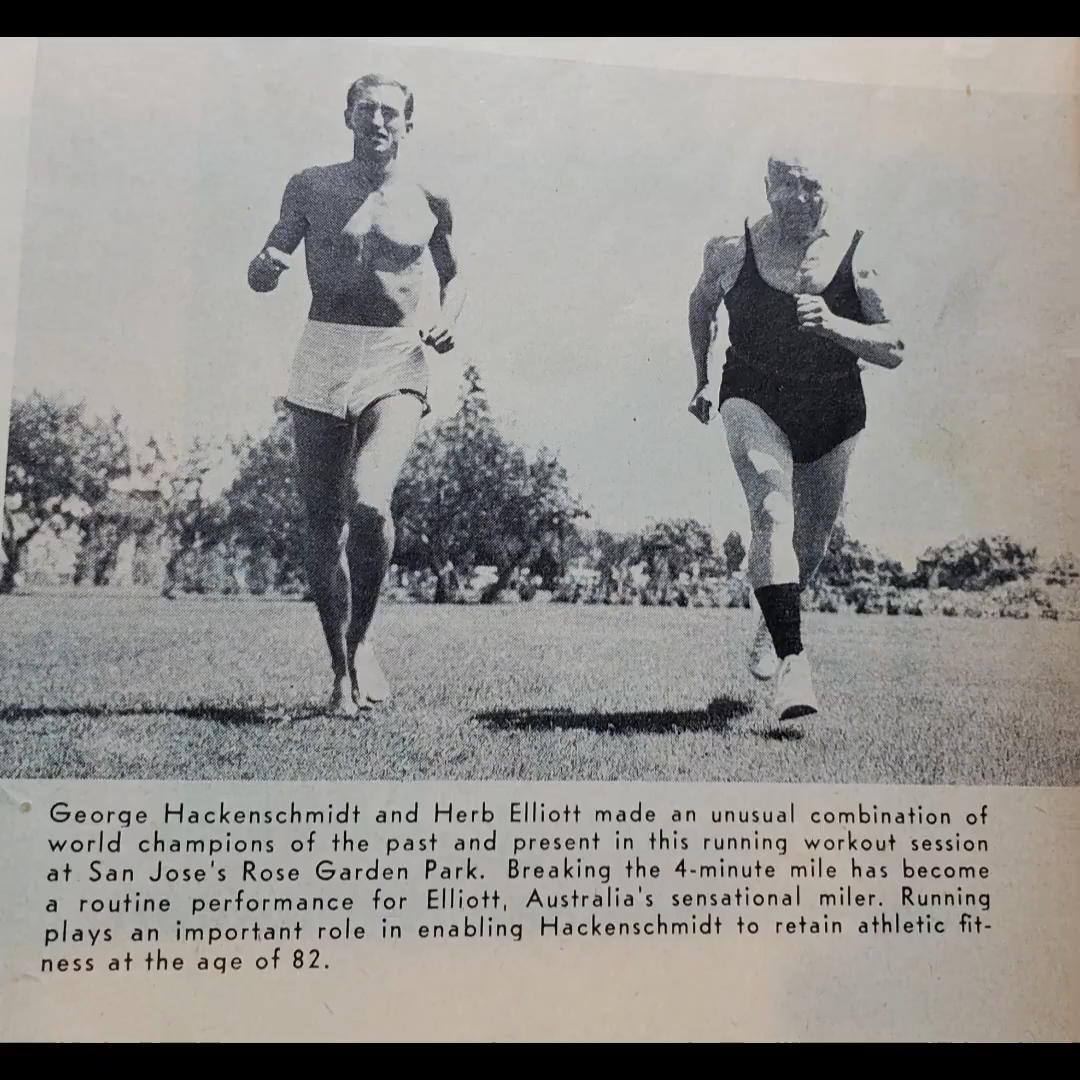 George Hackenschmidt and Herb Elliott made an unusual combination of
world champions of the past and present in this running workout session
at San Jose's Rose Garden Park. Breaking the 4-minute mile has become
a routine performance for Elliott, Australia's sensational miler. Running
plays an important role in enabling Hackenschmidt to retain athletic fit-
ness at the age of 82.